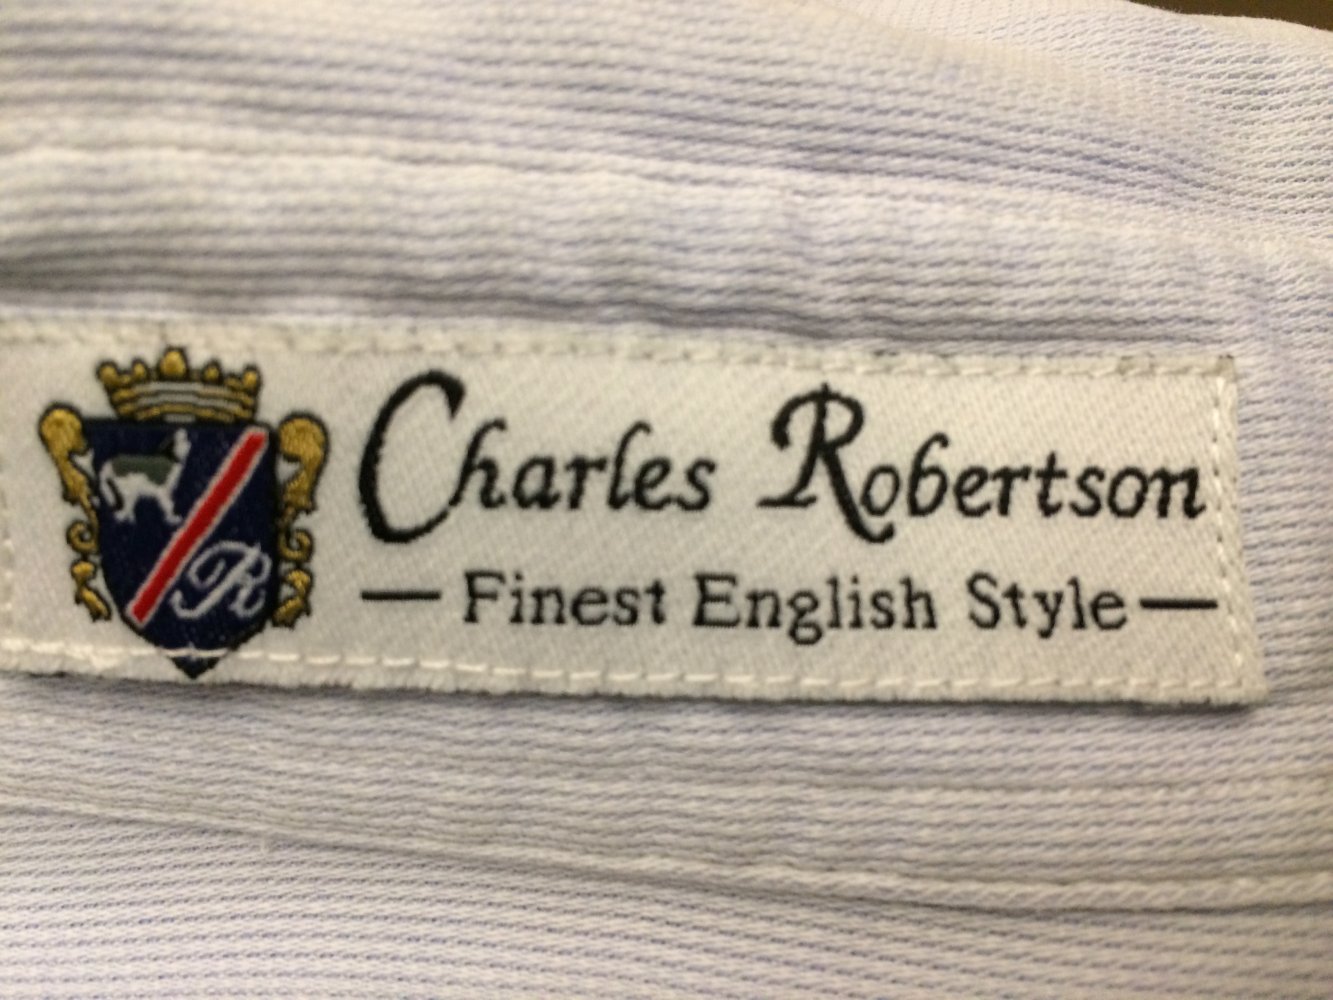 Charles Robertson
— Finest English Style —
R